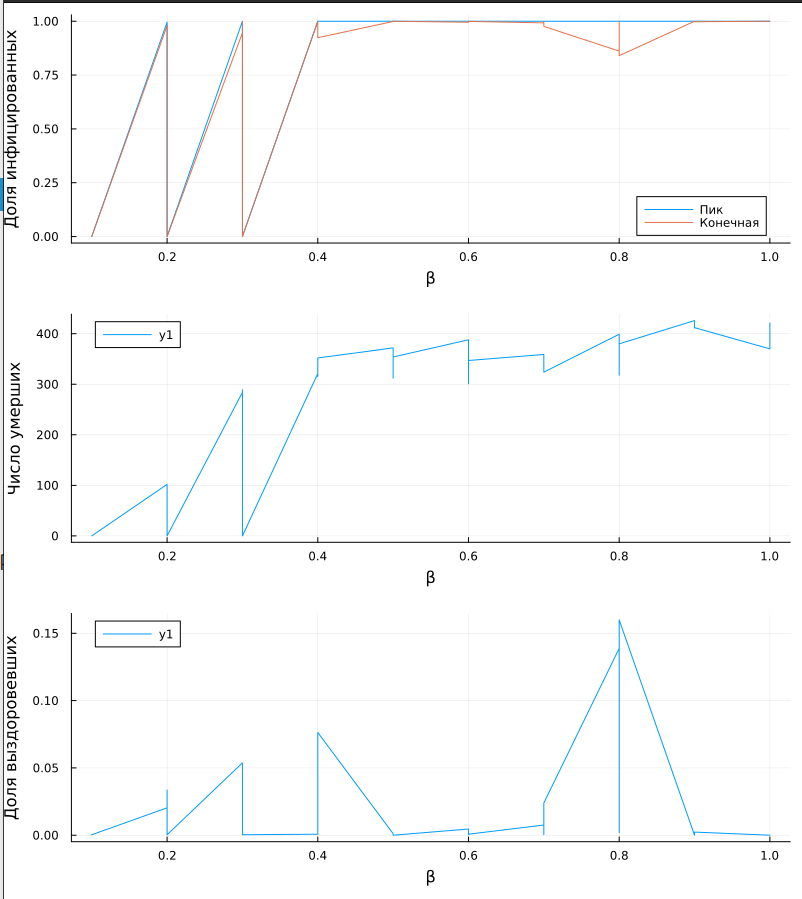 Доля инфицированных
1.00
0.75
0.50
0.25
0.00
Пик
Конечная
0.2 0.4 0.6 0.8 1.0
β
Число умерших
y1
400
300
200
100
0
0.2 0.4 0.6 0.8 1.0
β
Доля выздоровевших
y1
0.15
0.10
0.05
0.00
0.2 0.4 0.6 0.8 1.0
β